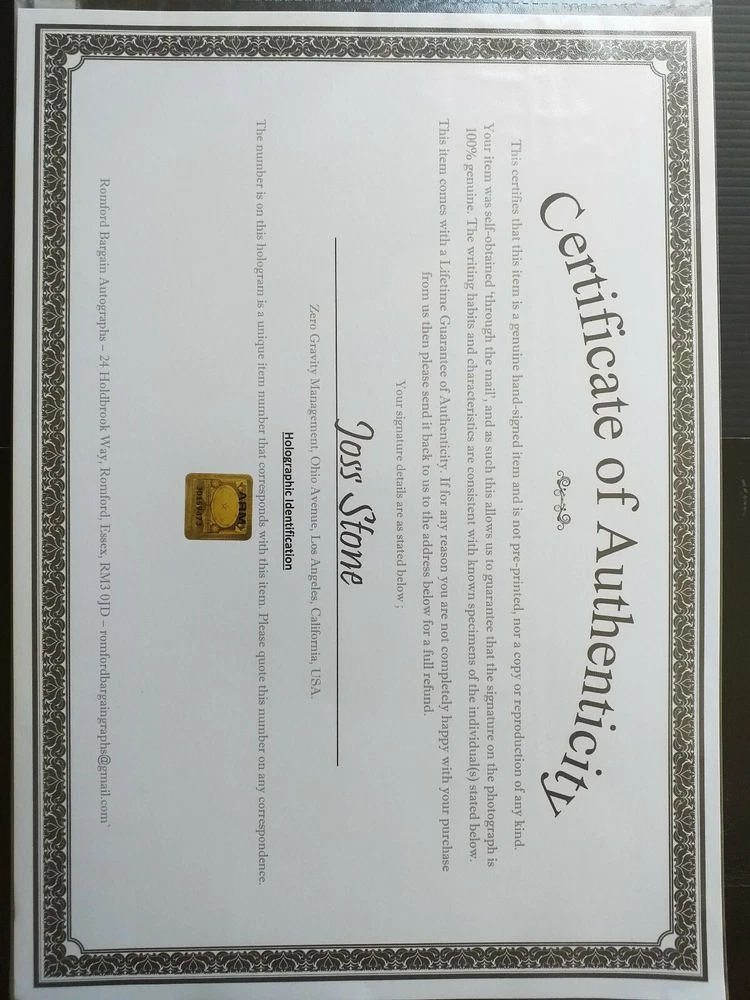 Certificate of Authenticity
This certifies that this item is a genuine hand-signed item and is not pre-printed, nor a copy or reproduction of any kind.
Your item was self-obtained 'through the mail', and as such this allows us to guarantee that the signature on the photograph is
100% genuine. The writing habits and characteristics are consistent with known specimens of the individual(s) stated below.
This item comes with a Lifetime Guarantee of Authenticity. If for any reason you are not completely happy with your purchase
from us then please send it back to us to the address below for a full refund.
Your signature details are as stated below ;
Joss Stone
Zero Gravity Management, Ohio Avenue, Los Angeles, California, USA.
Holographic Identification
The number is on this hologram is a unique item number that corresponds with this item. Please quote this number on any correspondence.
Romford Bargain Autographs – 24 Holdbrook Way, Romford, Essex, RM3 0JD – romfordbargaingraphs@gmail.com